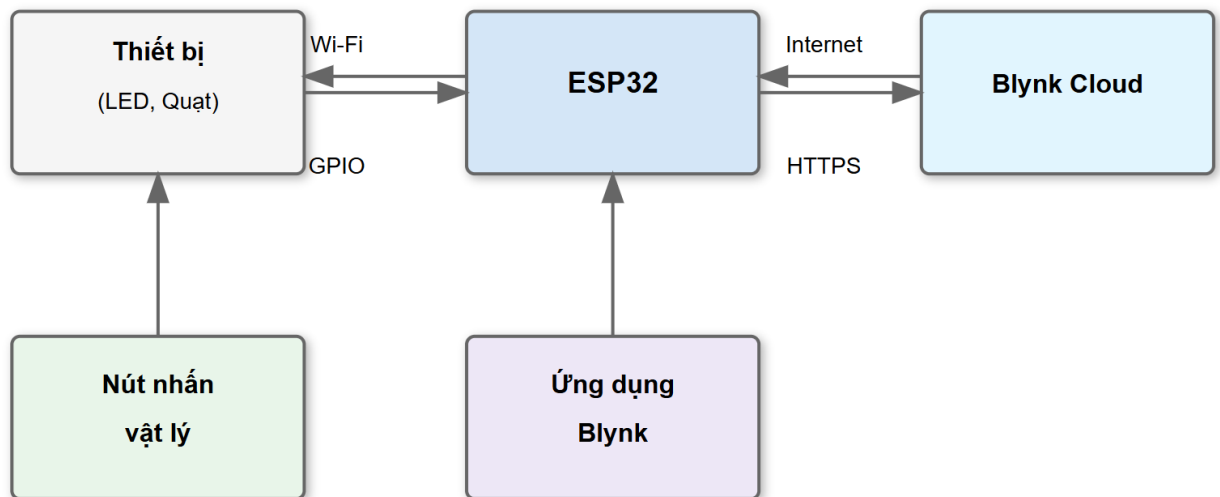 Thiết bị
(LED, Quạt)
Wi-Fi
GPIO
ESP32
Internet
HTTPS
Blynk Cloud
Nút nhấn
vật lý
Ứng dụng
Blynk